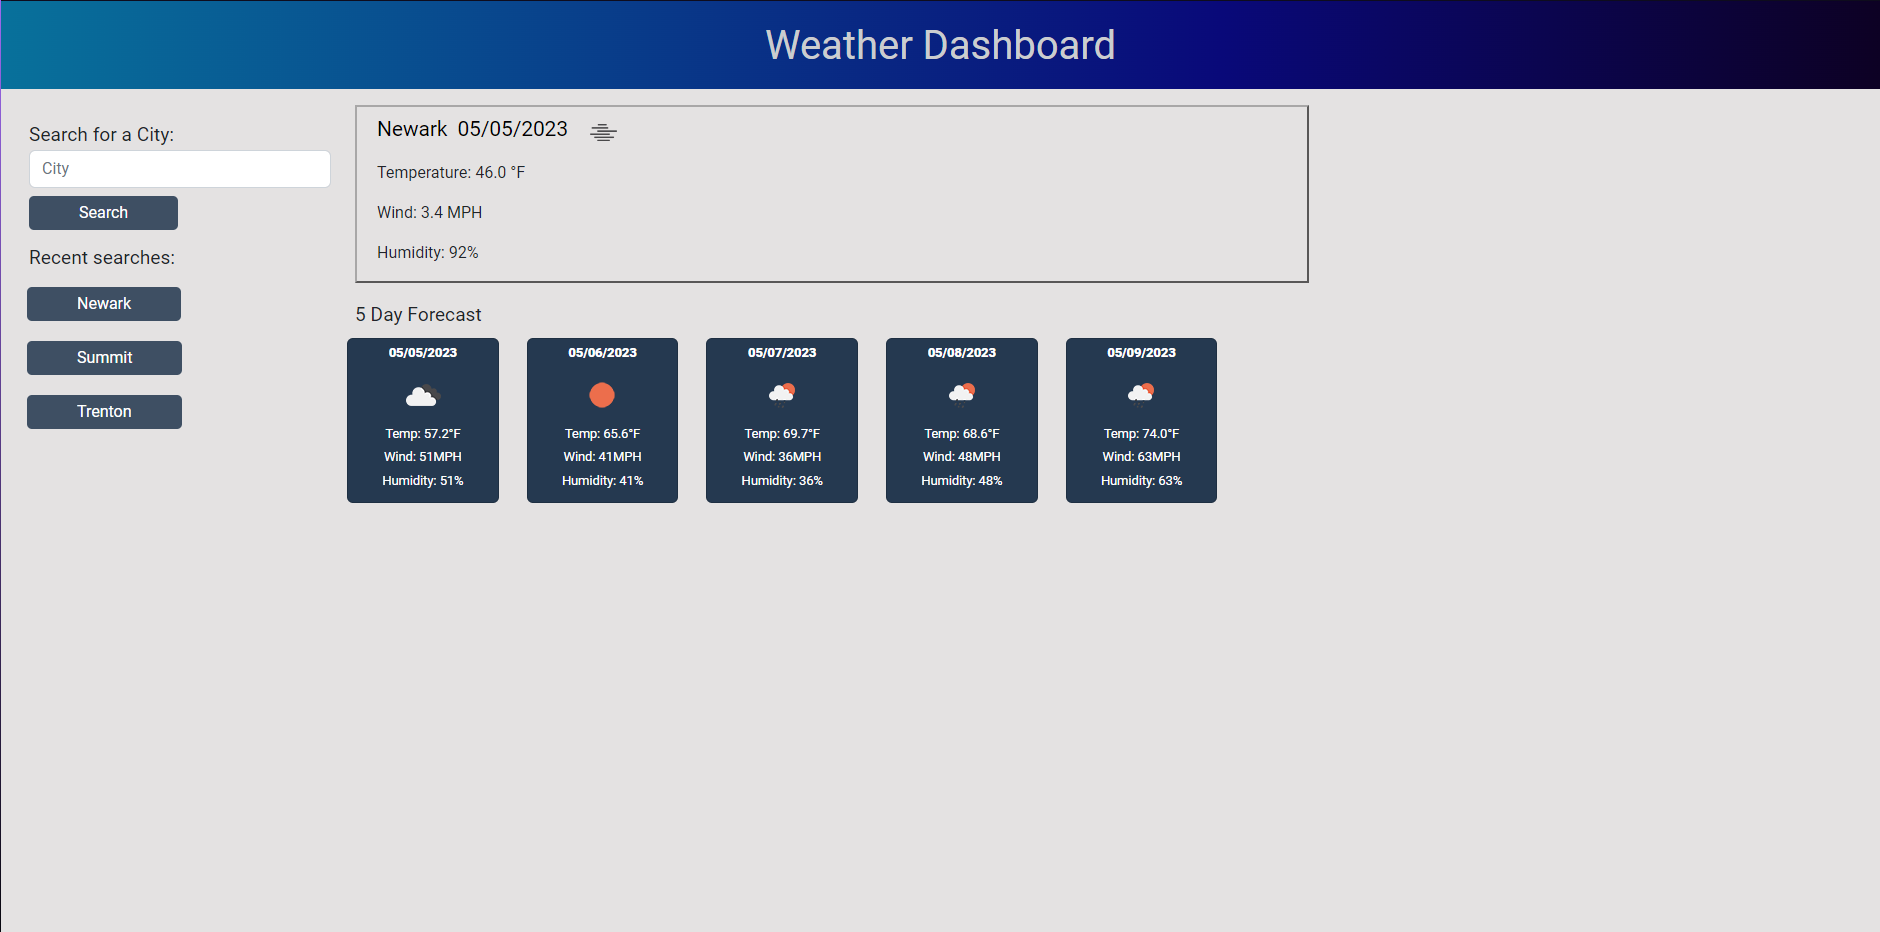 Weather Dashboard
Search for a City:
City
Search
Recent searches:
Newark
Summit
Trenton
Newark 05/05/2023
Temperature: 46.0 °F
Wind: 3.4 MPH
Humidity: 92%
5 Day Forecast
05/05/2023
Temp: 57.2°F
Wind: 51MPH
Humidity: 51%
05/06/2023
Temp: 65.6°F
Wind: 41MPH
Humidity: 41%
05/07/2023
Temp: 69.7°F
Wind: 36MPH
Humidity: 36%
05/08/2023
Temp: 68.6°F
Wind: 48MPH
Humidity: 48%
05/09/2023
Temp: 74.0°F
Wind: 63MPH
Humidity: 63%